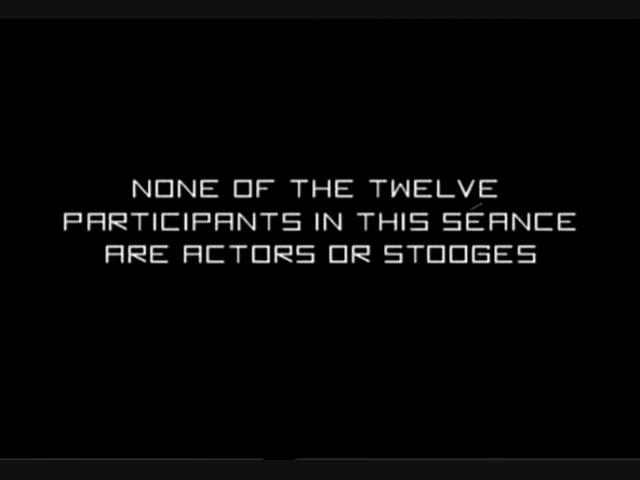 NONE OF THE TWELVE
PARTICIPANTS IN THIS SÉANCE
ARE ACTORS OR STOOGES